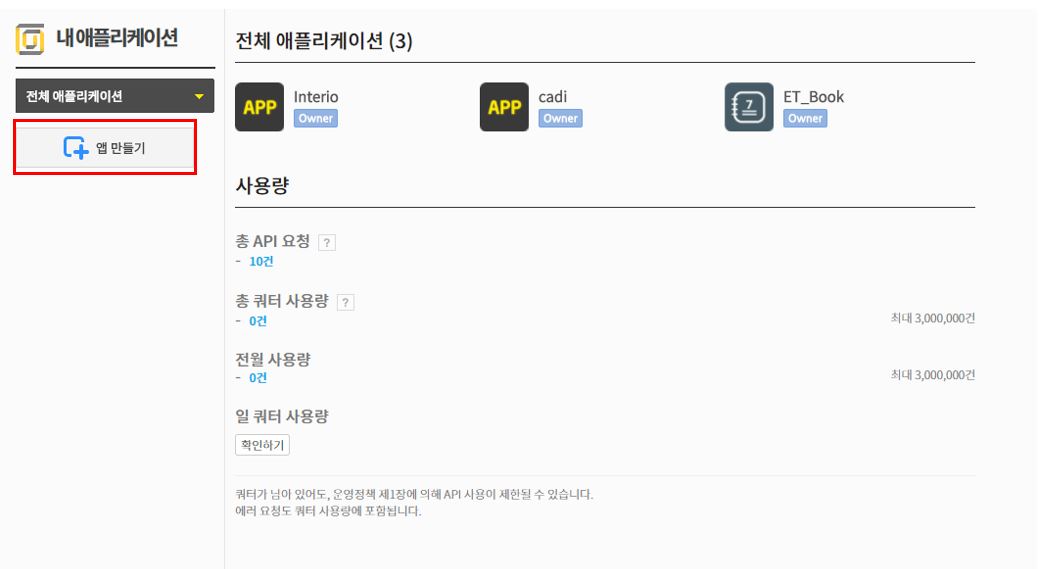 내 애플리케이션
전체 애플리케이션
앱 만들기
전체 애플리케이션 (3)
APP
Interio
Owner
APP
cadi
Owner
7
ET_Book
Owner
사용량
총 API 요청 ?
- 10건
총 쿼터 사용량 ?
- 0건
최대 3,000,000건
전월 사용량
- 0건
최대 3,000,000건
일 쿼터 사용량
확인하기
쿼터가 남아 있어도, 운영정책 제1장에 의해 API 사용이 제한될 수 있습니다.
에러 요청도 쿼터 사용량에 포함됩니다.